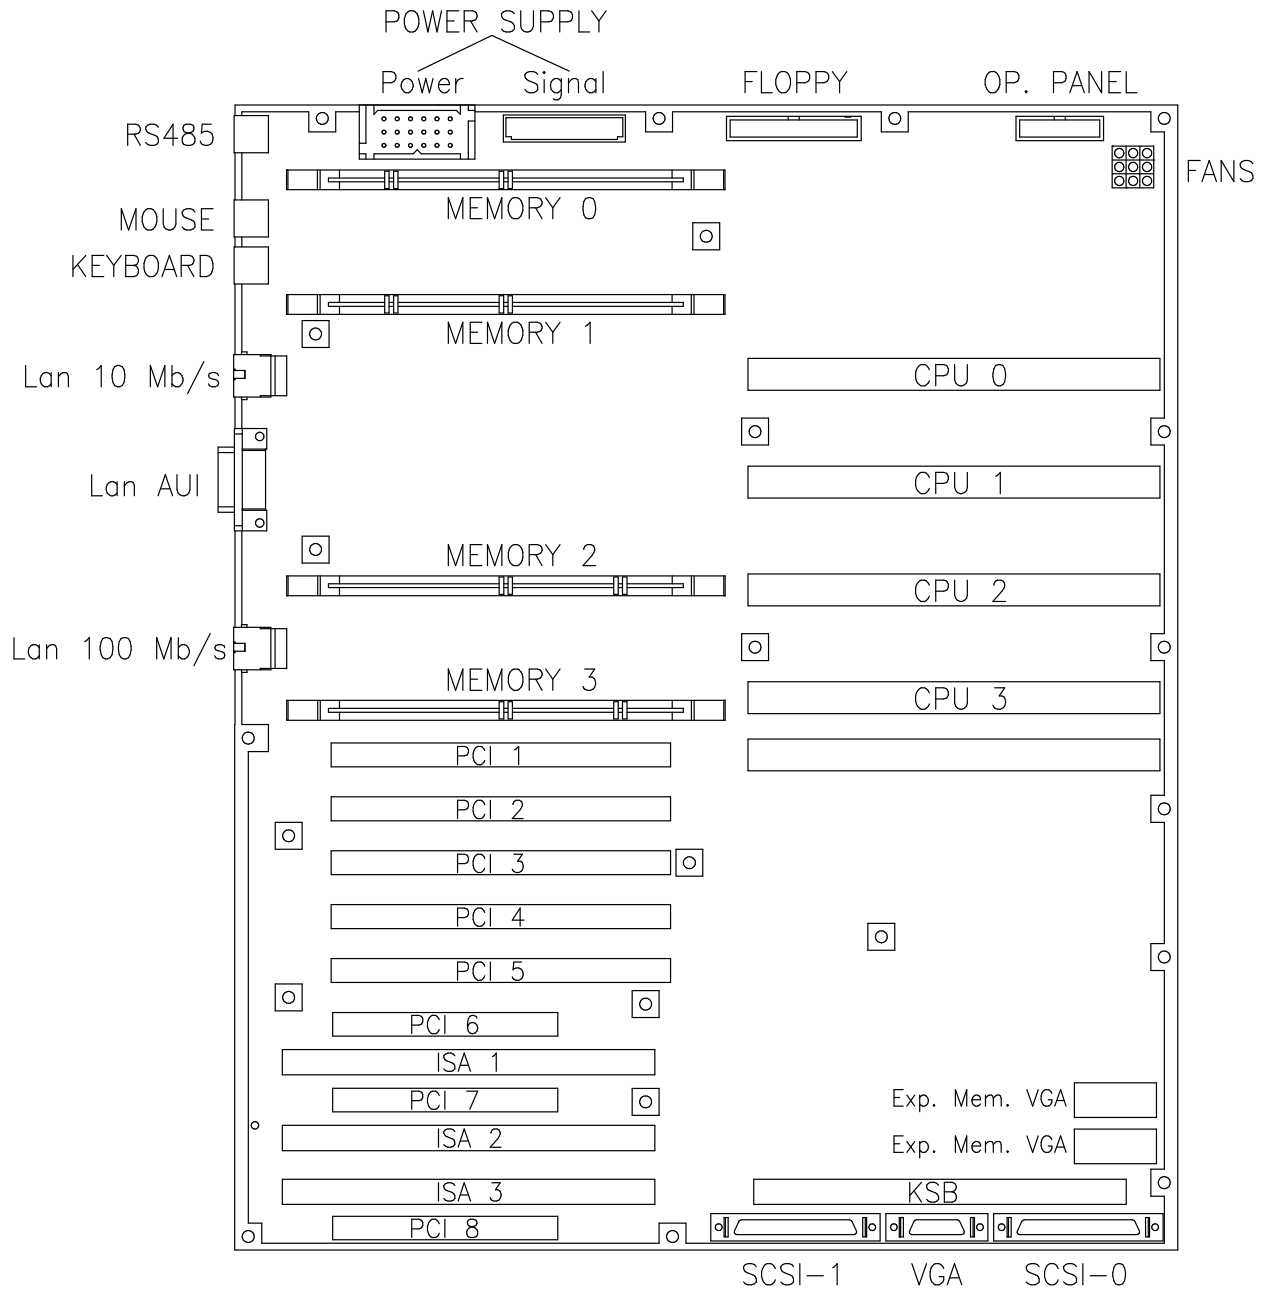 POWER SUPPLY
Power Signal FLOPPY OP. PANEL
RS485
FANS
MEMORY 0
MOUSE
KEYBOARD
MEMORY 1
Lan 10 Mb/s
CPU 0
CPU 1
Lan AUI
MEMORY 2
CPU 2
Lan 100 Mb/s
MEMORY 3
CPU 3
PCI 1
PCI 2
PCI 3
PCI 4
PCI 5
PCI 6
ISA 1
PCI 7
Exp. Mem. VGA
ISA 2
Exp. Mem. VGA
ISA 3
KSB
PCI 8
SCSI-1 VGA SCSI-0